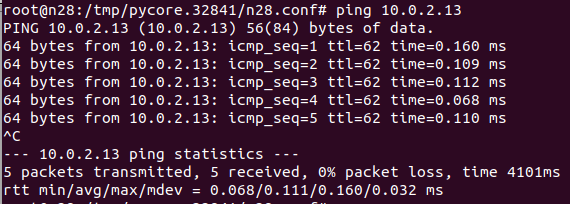 root@n28:/tmp/pycore.32841/n28.conf# ping 10.0.2.13
PING 10.0.2.13 (10.0.2.13) 56(84) bytes of data.
64 bytes from 10.0.2.13: icmp_seq=1 ttl=62 time=0.160 ms
64 bytes from 10.0.2.13: icmp_seq=2 ttl=62 time=0.109 ms
64 bytes from 10.0.2.13: icmp_seq=3 ttl=62 time=0.112 ms
64 bytes from 10.0.2.13: icmp_seq=4 ttl=62 time=0.068 ms
64 bytes from 10.0.2.13: icmp_seq=5 ttl=62 time=0.110 ms
^C
--- 10.0.2.13 ping statistics ---
5 packets transmitted, 5 received, 0% packet loss, time 4101ms
rtt min/avg/max/mdev = 0.068/0.111/0.160/0.032 ms